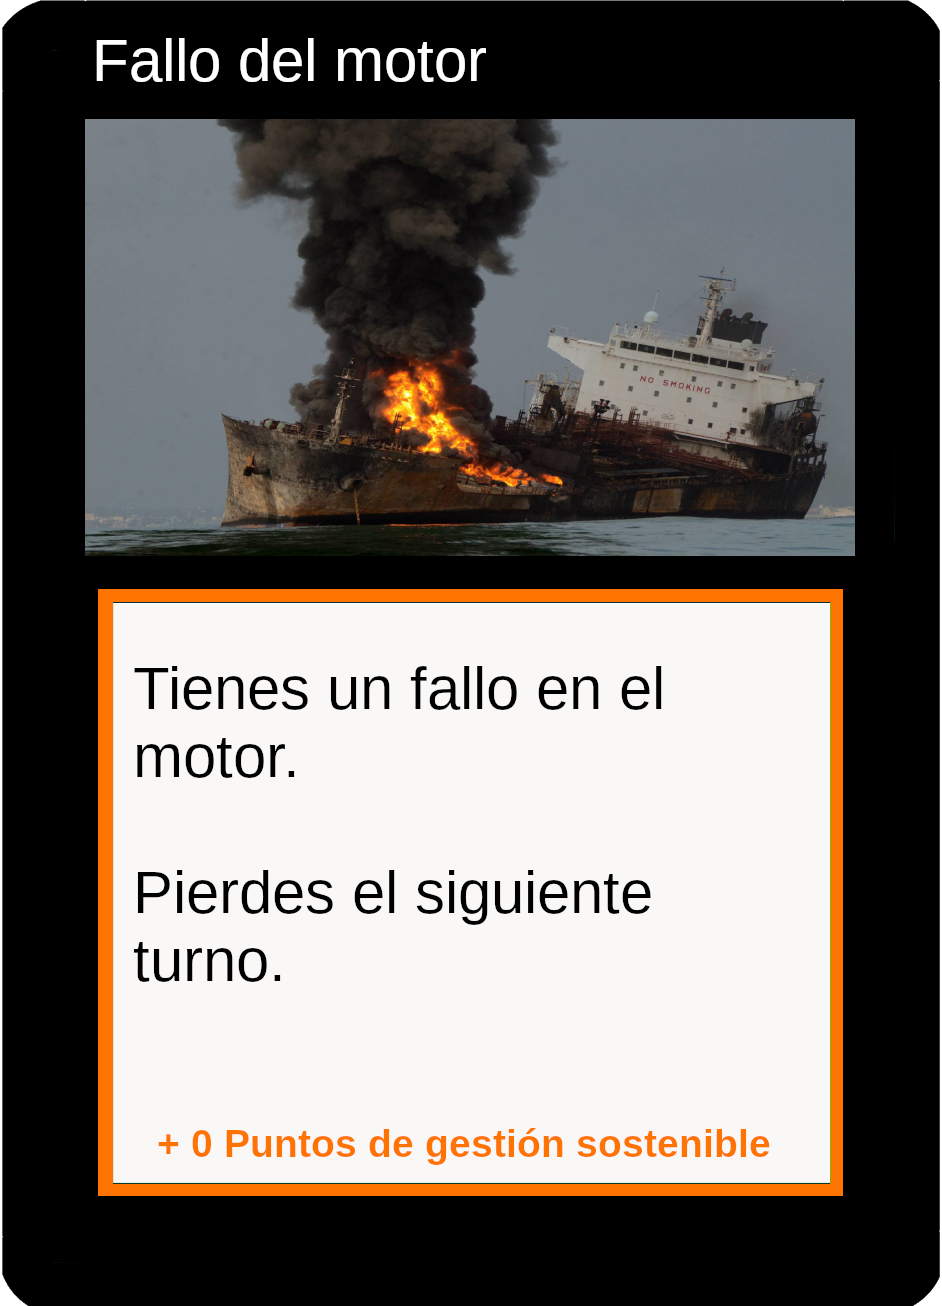 Fallo del motor
NO SMOKING
Tienes un fallo en el
motor.
Pierdes el siguiente
turno.
+ 0 Puntos de gestión sostenible